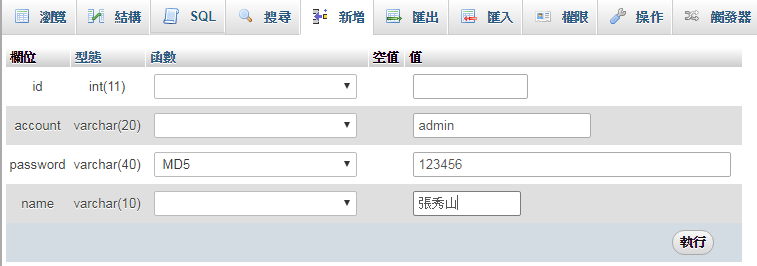 瀏覽 結構 SQL 搜尋 新增 匯出 匯入 權限 操作 觸發器
欄位 型態 函數 空值 值
id int(11)
account varchar(20) admin
password varchar(40) MD5 123456
name varchar(10) 張秀山
執行